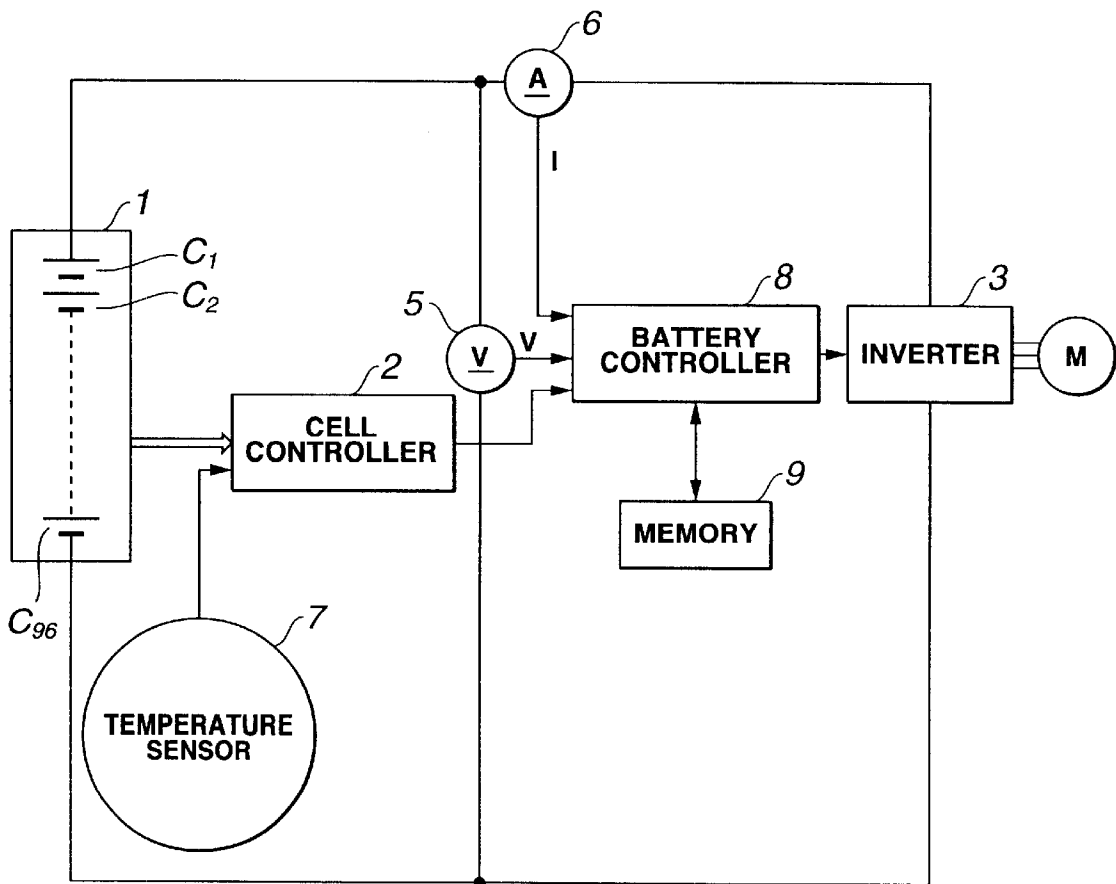 6
A
I
1
C1
C2
5
V
V
8
BATTERY
CONTROLLER
3
INVERTER
M
2
CELL
CONTROLLER
9
MEMORY
C96
7
TEMPERATURE
SENSOR